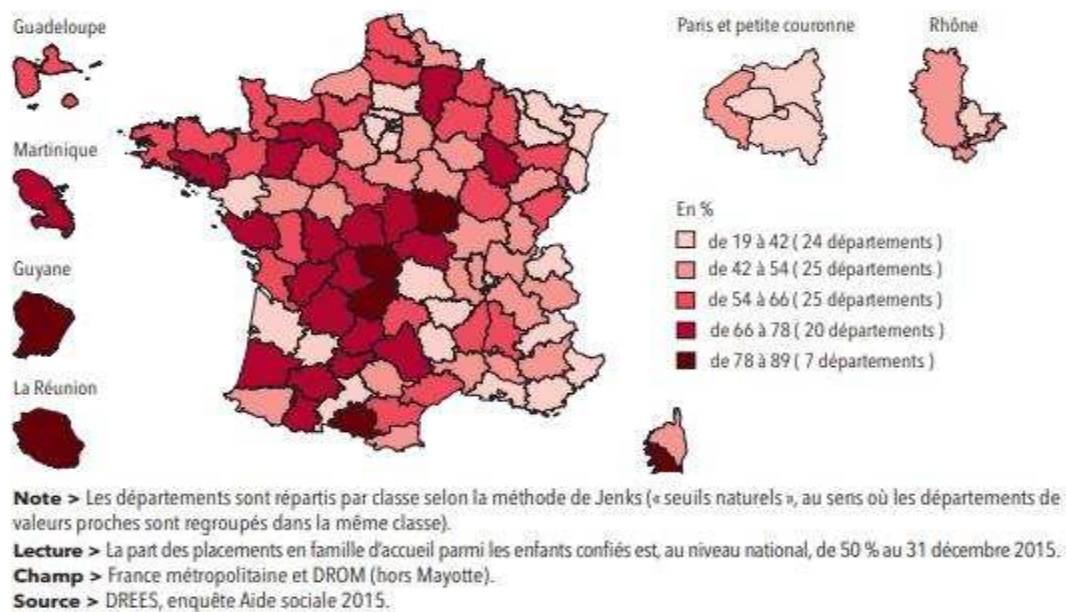 Guadeloupe
Paris et petite couronne
Rhône
Martinique
Guyane
La Réunion
En %
de 19 à 42 ( 24 départements )
de 42 à 54 ( 25 départements )
de 54 à 66 ( 25 départements )
de 66 à 78 ( 20 départements )
de 78 à 89 ( 7 départements )
Note > Les départements sont répartis par classe selon la méthode de Jenks (« seuils naturels », au sens où les départements de
valeurs proches sont regroupés dans la même classe).
Lecture > La part des placements en famille d'accueil parmi les enfants confiés est, au niveau national, de 50 % au 31 décembre 2015.
Champ > France métropolitaine et DROM (hors Mayotte).
Source > DREES, enquête Aide sociale 2015.